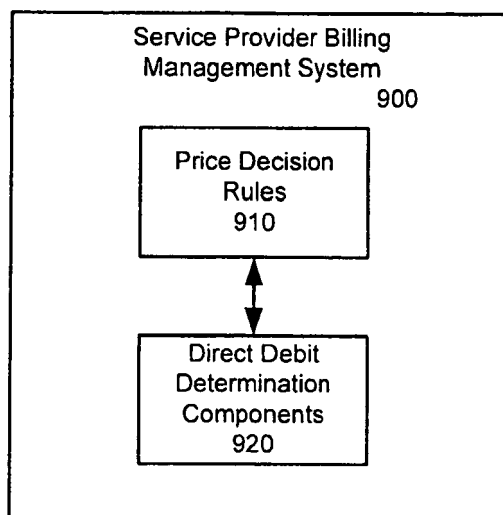 Service Provider Billing
Management System
900
Price Decision
Rules
910
Direct Debit
Determination
Components
920